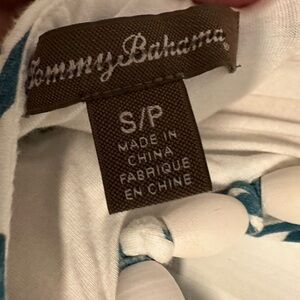 Tommy Bahama®
S/P
MADE IN
CHINA
FABRIQUE
EN CHINE